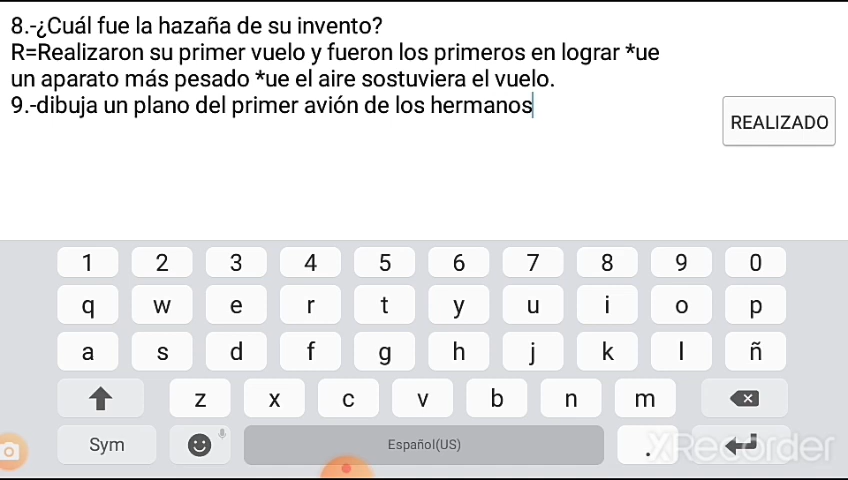 8.-¿Cuál fue la hazaña de su invento?
R=Realizaron su primer vuelo y fueron los primeros en lograr *ue
un aparato más pesado *ue el aire sostuviera el vuelo.
9.-dibuja un plano del primer avión de los hermanos
REALIZADO
1 2 3 4 5 6 7 8 9 0
q w e r t y u i o p
a s d f g h j k l ñ
z x c v b n m
Sym Español(US) .
XRecorder